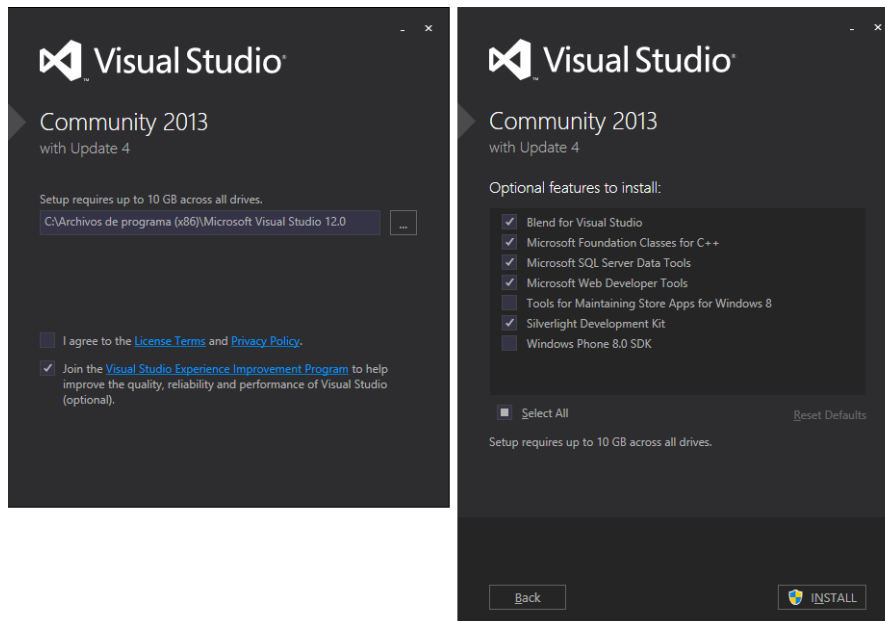 Visual Studio
Community 2013
with Update 4
Setup requires up to 10 GB across all drives.
C:\Archivos de programa (x86)\Microsoft Visual Studio 12.0
...
I agree to the License Terms and Privacy Policy.
Join the Visual Studio Experience Improvement Program to help
improve the quality, reliability and performance of Visual Studio
(optional).
Visual Studio
Community 2013
with Update 4
Optional features to install:
Blend for Visual Studio
Microsoft Foundation Classes for C++
Microsoft SQL Server Data Tools
Microsoft Web Developer Tools
Tools for Maintaining Store Apps for Windows 8
Silverlight Development Kit
Windows Phone 8.0 SDK
Select All
Reset Defaults
Setup requires up to 10 GB across all drives.
Back
INSTALL